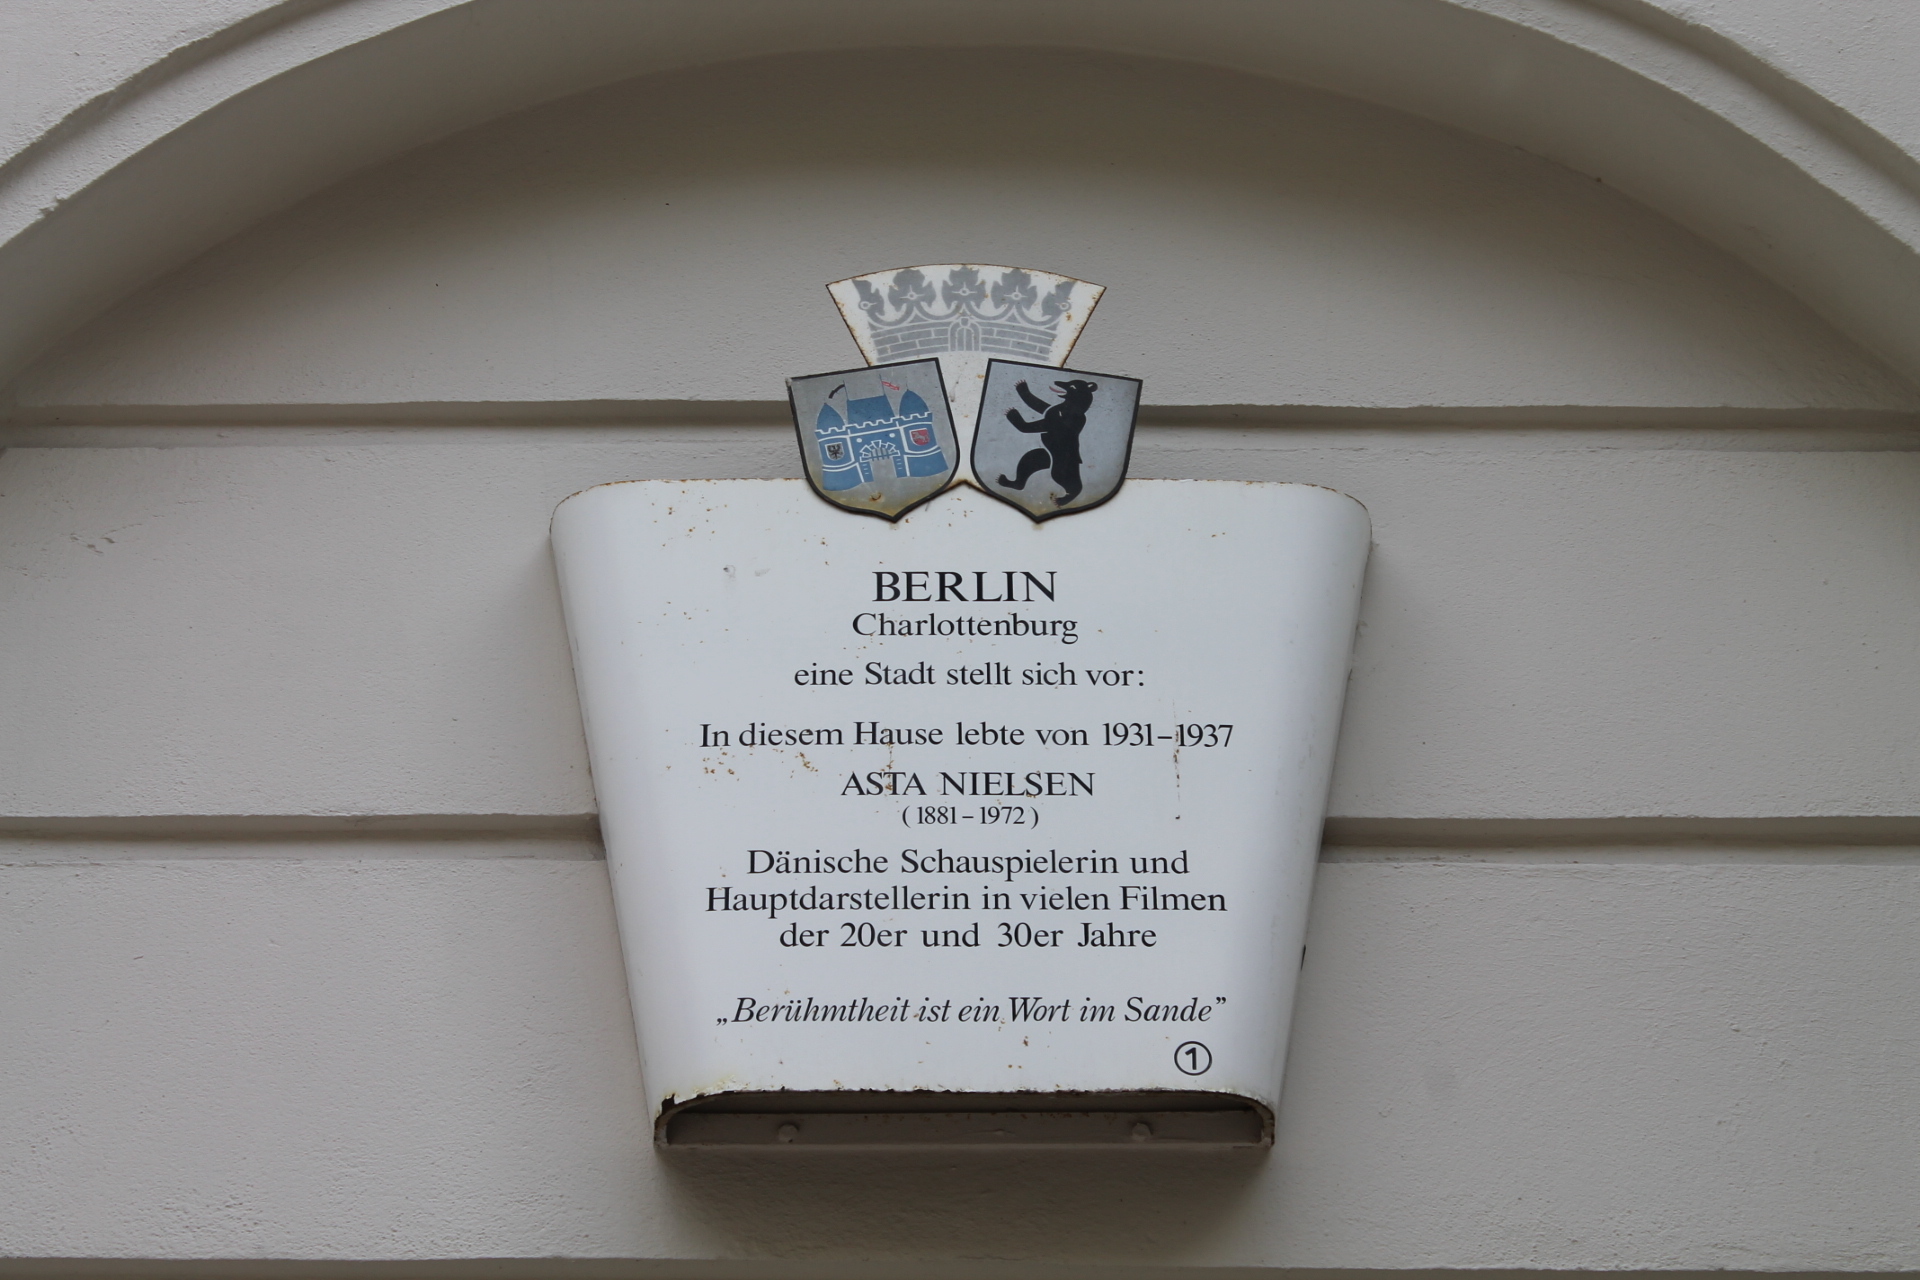 BERLIN
Charlottenburg
eine Stadt stellt sich vor:
In diesem Hause lebte von 1931–1937
ASTA NIELSEN
( 1881 – 1972 )
Dänische Schauspielerin und
Hauptdarstellerin in vielen Filmen
der 20er und 30er Jahre
„Berühmtheit ist ein Wort im Sande”
①